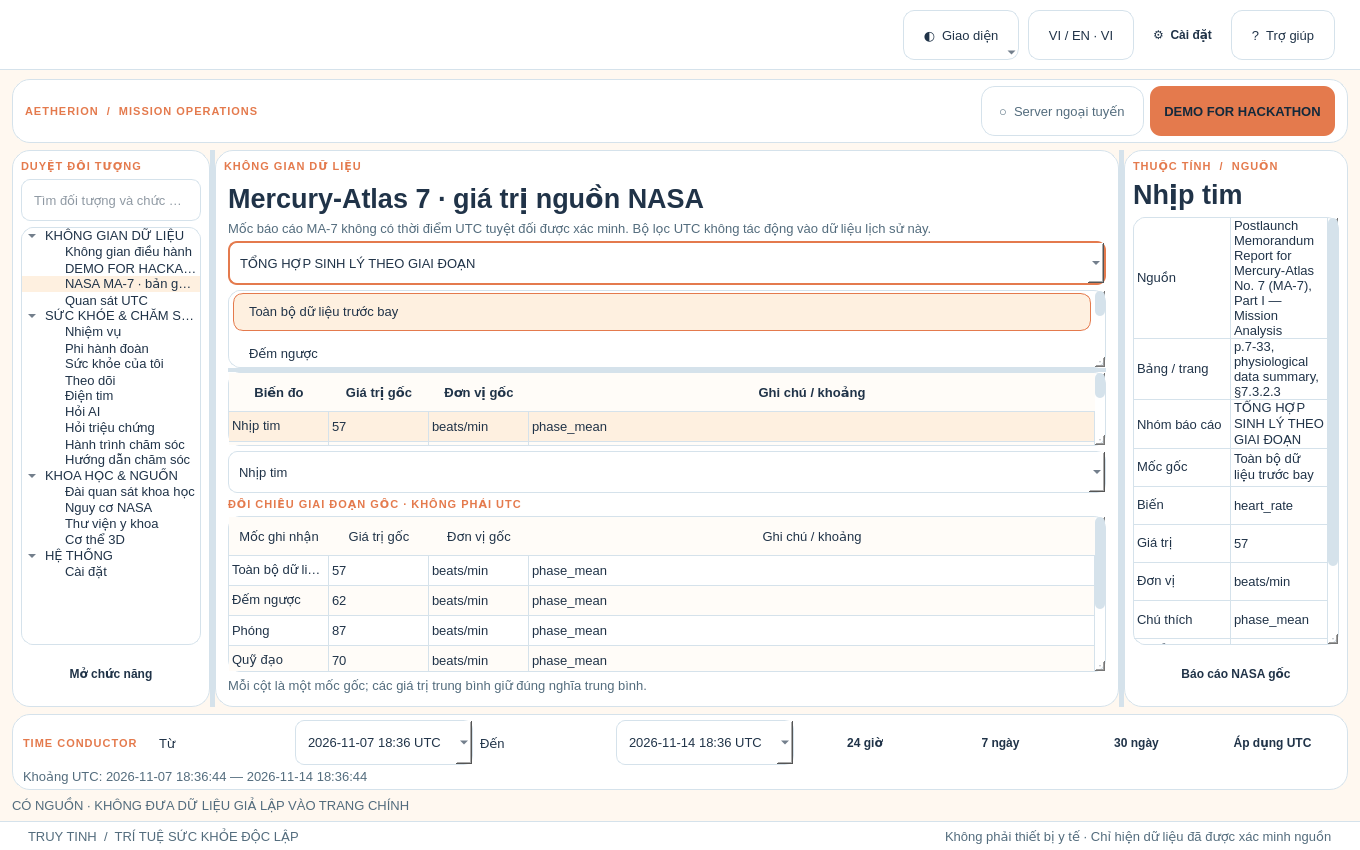 ◐ Giao diện
VI / EN · VI
⚙ Cài đặt
? Trợ giúp
AETHERION / MISSION OPERATIONS
○ Server ngoại tuyến
DEMO FOR HACKATHON
DUYỆT ĐỐI TƯỢNG
Tìm đối tượng và chức …
KHÔNG GIAN DỮ LIỆU
Không gian điều hành
DEMO FOR HACKA…
NASA MA-7 · bản g…
Quan sát UTC
SỨC KHỎE & CHĂM S…
Nhiệm vụ
Phi hành đoàn
Sức khỏe của tôi
Theo dõi
Điện tim
Hỏi AI
Hỏi triệu chứng
Hành trình chăm sóc
Hướng dẫn chăm sóc
KHOA HỌC & NGUỒN
Đài quan sát khoa học
Nguy cơ NASA
Thư viện y khoa
Cơ thể 3D
HỆ THỐNG
Cài đặt
Mở chức năng
KHÔNG GIAN DỮ LIỆU
Mercury-Atlas 7 · giá trị nguồn NASA
Mốc báo cáo MA-7 không có thời điểm UTC tuyệt đối được xác minh. Bộ lọc UTC không tác động vào dữ liệu lịch sử này.
TỔNG HỢP SINH LÝ THEO GIAI ĐOẠN
Toàn bộ dữ liệu trước bay
Đếm ngược
Biến đo Giá trị gốc Đơn vị gốc Ghi chú / khoảng
Nhịp tim 57 beats/min phase_mean
Nhịp tim
ĐỐI CHIẾU GIAI ĐOẠN GỐC · KHÔNG PHẢI UTC
Mốc ghi nhận Giá trị gốc Đơn vị gốc Ghi chú / khoảng
Toàn bộ dữ li… 57 beats/min phase_mean
Đếm ngược 62 beats/min phase_mean
Phóng 87 beats/min phase_mean
Quỹ đạo 70 beats/min phase_mean
Mỗi cột là một mốc gốc; các giá trị trung bình giữ đúng nghĩa trung bình.
THUỘC TÍNH / NGUỒN
Nhịp tim
Nguồn
Postlaunch
Memorandum
Report for
Mercury-Atlas
No. 7 (MA-7),
Part I —
Mission
Analysis
Bảng / trang
p.7-33,
physiological
data summary,
§7.3.2.3
Nhóm báo cáo
TỔNG HỢP
SINH LÝ THEO
GIAI ĐOẠN
Mốc gốc
Toàn bộ dữ
liệu trước bay
Biến heart_rate
Giá trị 57
Đơn vị beats/min
Chú thích phase_mean
Báo cáo NASA gốc
TIME CONDUCTOR Từ 2026-11-07 18:36 UTC Đến 2026-11-14 18:36 UTC 24 giờ 7 ngày 30 ngày Áp dụng UTC
Khoảng UTC: 2026-11-07 18:36:44 — 2026-11-14 18:36:44
CÓ NGUỒN · KHÔNG ĐƯA DỮ LIỆU GIẢ LẬP VÀO TRANG CHÍNH
TRUY TINH / TRÍ TUỆ SỨC KHỎE ĐỘC LẬP
Không phải thiết bị y tế · Chỉ hiện dữ liệu đã được xác minh nguồn